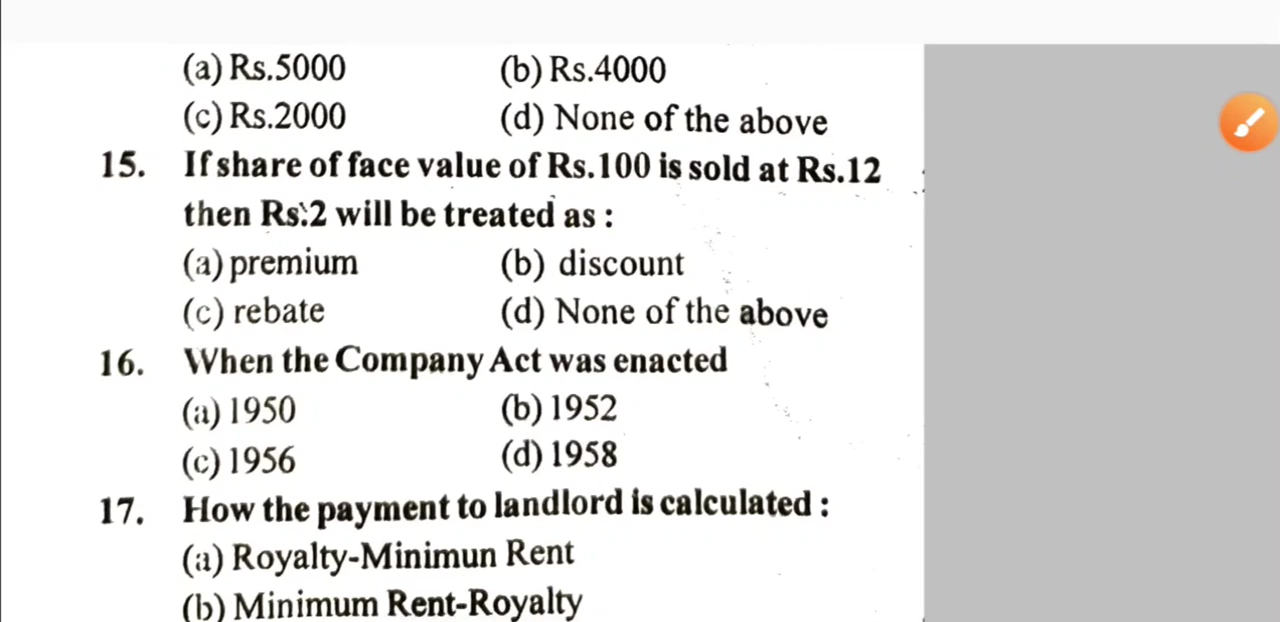 (a) Rs.5000 (b) Rs.4000
(c) Rs.2000 (d) None of the above
15. If share of face value of Rs.100 is sold at Rs.12
then Rs.2 will be treated as :
(a) premium (b) discount
(c) rebate (d) None of the above
16. When the Company Act was enacted
(a) 1950 (b) 1952
(c) 1956 (d) 1958
17. How the payment to landlord is calculated :
(a) Royalty-Minimun Rent
(b) Minimum Rent-Royalty